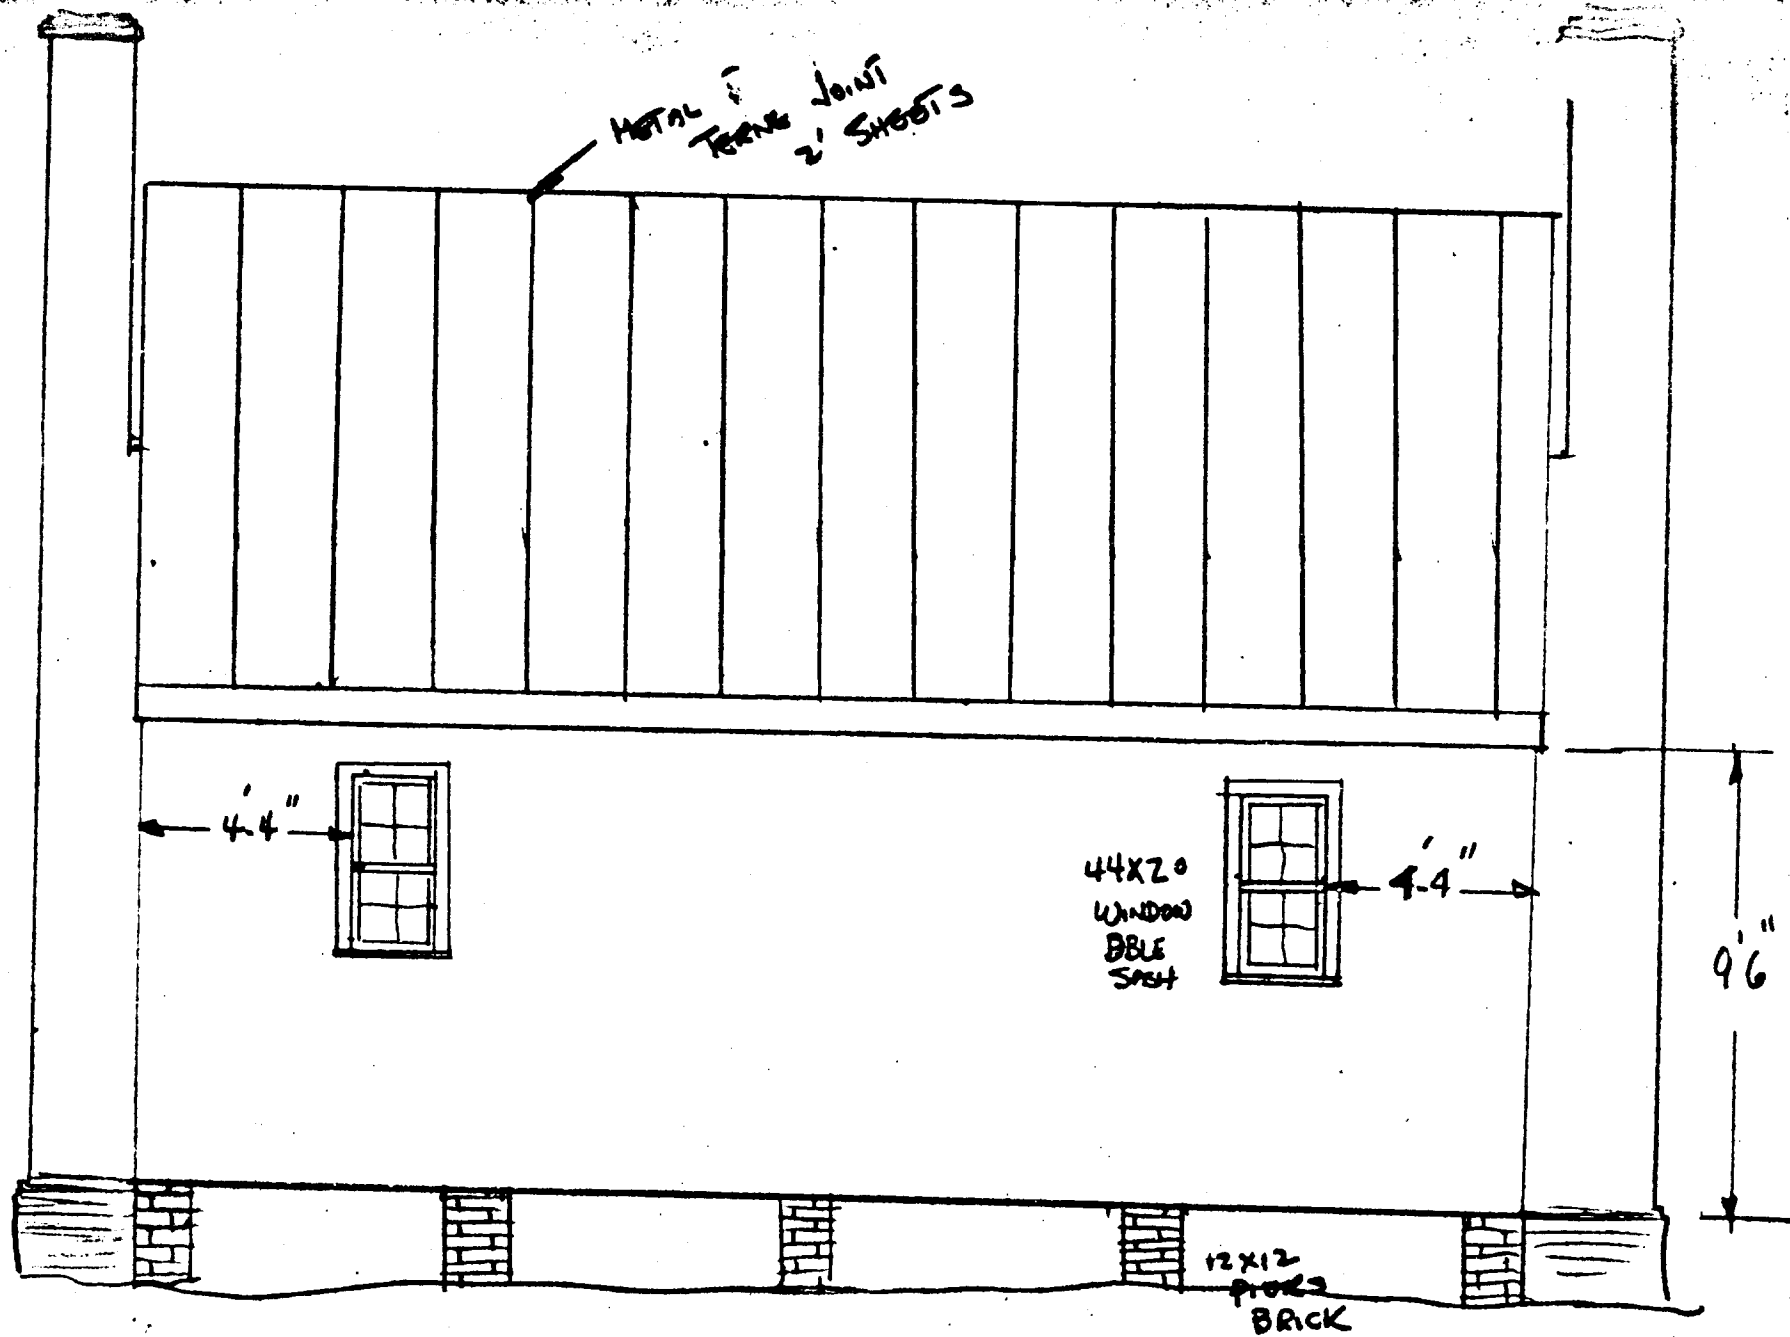 METAL T
TERNE JOINT
2' SHEETS
4'-4"
44X20
WINDOW
DBLE
SASH
4'-4"
9'6"
12X12
PIERS
BRICK